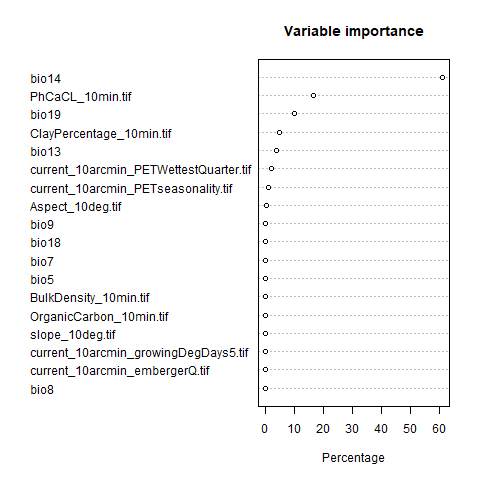 Variable importance
bio14
PhCaCL_10min.tif
bio19
ClayPercentage_10min.tif
bio13
current_10arcmin_PETWettestQuarter.tif
current_10arcmin_PETseasonality.tif
Aspect_10deg.tif
bio9
bio18
bio7
bio5
BulkDensity_10min.tif
OrganicCarbon_10min.tif
slope_10deg.tif
current_10arcmin_growingDegDays5.tif
current_10arcmin_embergerQ.tif
bio8
0 10 20 30 40 50 60
Percentage